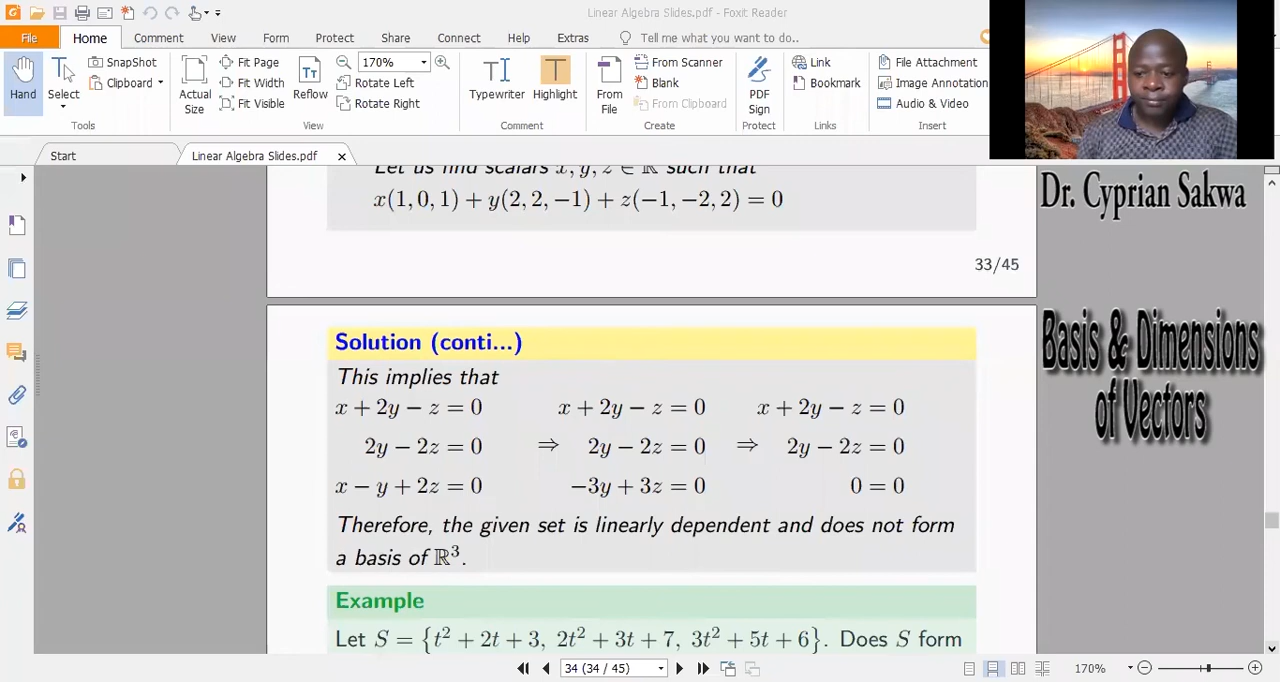 Linear Algebra Slides.pdf - Foxit Reader
File Home Comment View Form Protect Share Connect Help Extras Tell me what you want to do..
Hand
Select
SnapShot
Clipboard
Tools
Actual Size
Fit Page
Fit Width
Fit Visible
Reflow
170%
Rotate Left
Rotate Right
View
Typewriter
Highlight
Comment
From File
From Scanner
Blank
From Clipboard
Create
PDF Sign
Protect
Link
Bookmark
Links
File Attachment
Image Annotation
Audio & Video
Insert
Start
Linear Algebra Slides.pdf
Let us find scalars x, y, z ∈ ℝ such that
x(1, 0, 1) + y(2, 2, −1) + z(−1, −2, 2) = 0
33/45
Dr. Cyprian Sakwa
Basis & Dimensions
of Vectors
Solution (conti...)
This implies that
x + 2y − z = 0 x + 2y − z = 0 x + 2y − z = 0
2y − 2z = 0 ⇒ 2y − 2z = 0 ⇒ 2y − 2z = 0
x − y + 2z = 0 −3y + 3z = 0 0 = 0
Therefore, the given set is linearly dependent and does not form
a basis of ℝ³.
Example
Let S = {t² + 2t + 3, 2t² + 3t + 7, 3t² + 5t + 6}. Does S form
34 (34 / 45)
170%